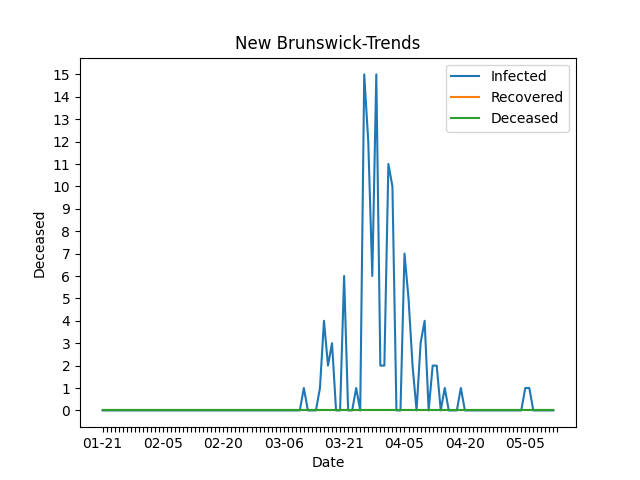 New Brunswick-Trends
Infected
Recovered
Deceased
15
14
13
12
11
10
9
8
7
6
5
4
3
2
1
0
Deceased
01-21 02-05 02-20 03-06 03-21 04-05 04-20 05-05
Date